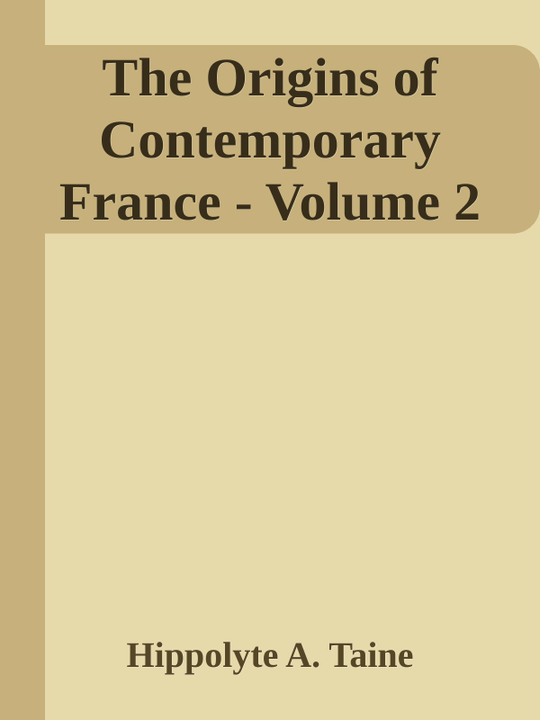 The Origins of
Contemporary
France - Volume 2
Hippolyte A. Taine